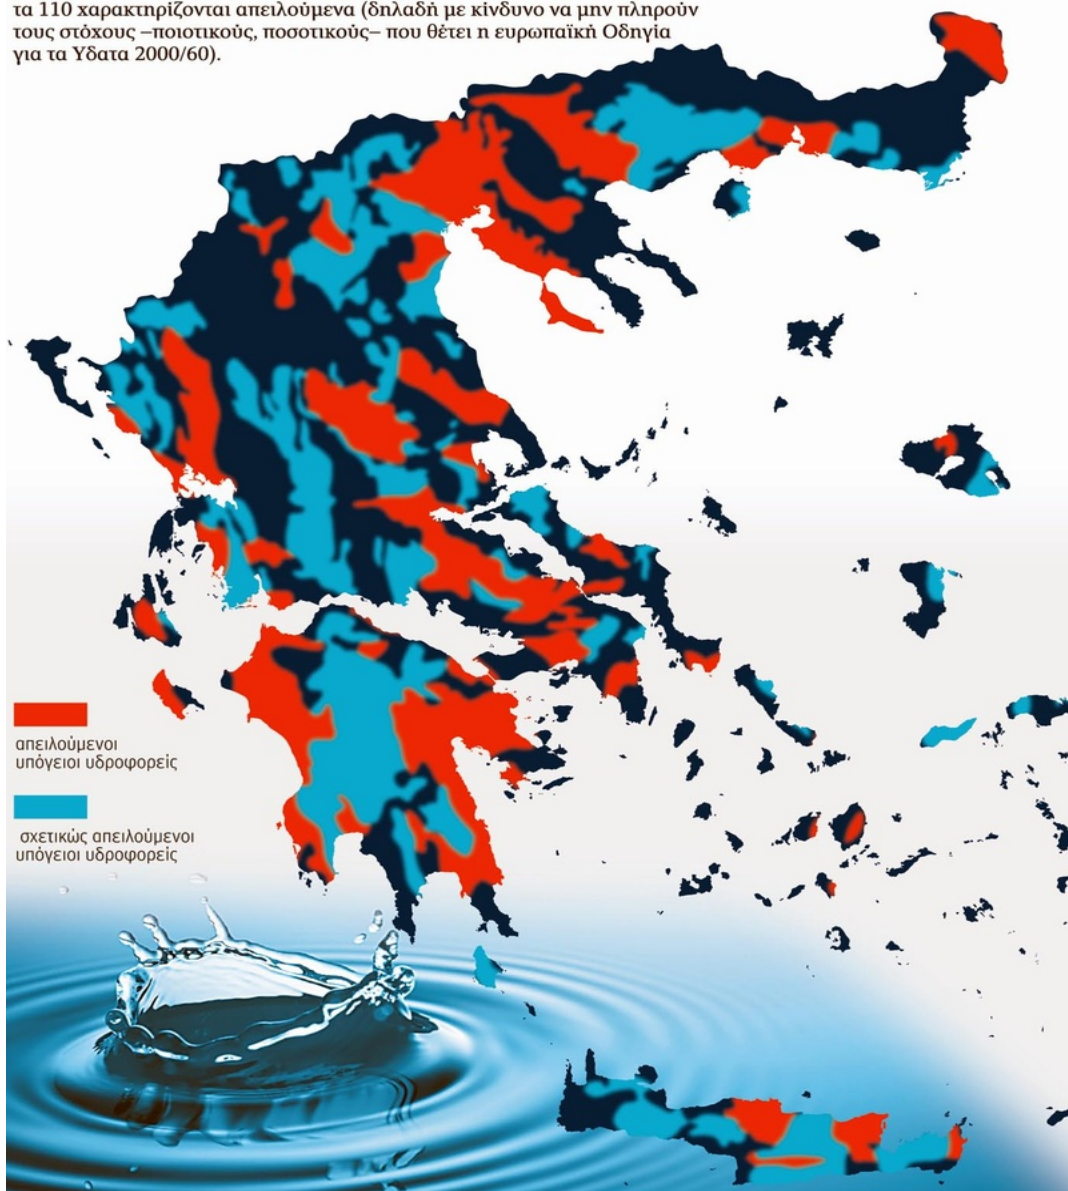 τα 110 χαρακτηρίζονται απειλούμενα (δηλαδή με κίνδυνο να μην πληρούν
τους στόχους –ποιοτικούς, ποσοτικούς– που θέτει η ευρωπαϊκή Οδηγία
για τα Υδατα 2000/60).
απειλούμενοι
υπόγειοι υδροφορείς
σχετικώς απειλούμενοι
υπόγειοι υδροφορείς